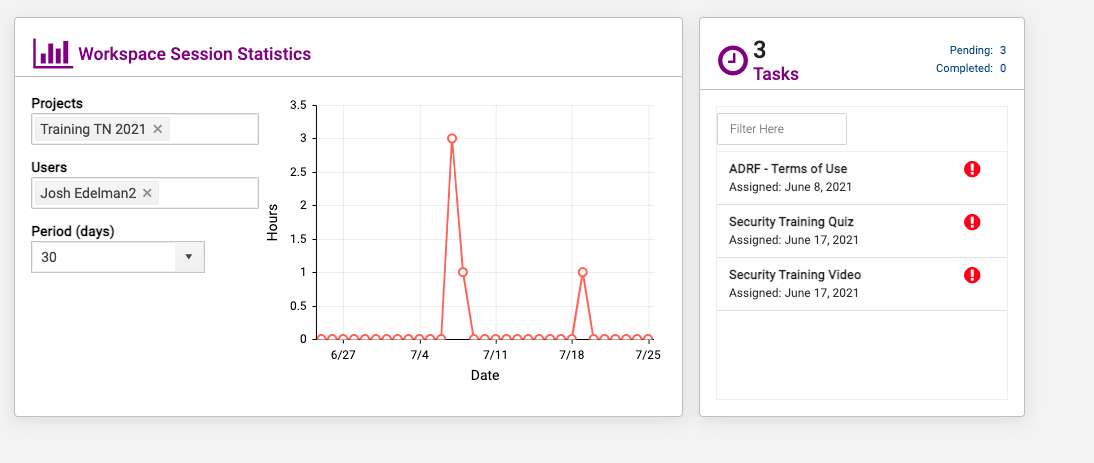 Workspace Session Statistics
Projects
Training TN 2021 ×
Users
Josh Edelman2 ×
Period (days)
30
Hours
3.5
3
2.5
2
1.5
1
0.5
0
6/27 7/4 7/11 7/18 7/25
Date
3
Tasks
Pending: 3
Completed: 0
Filter Here
ADRF - Terms of Use
Assigned: June 8, 2021
Security Training Quiz
Assigned: June 17, 2021
Security Training Video
Assigned: June 17, 2021